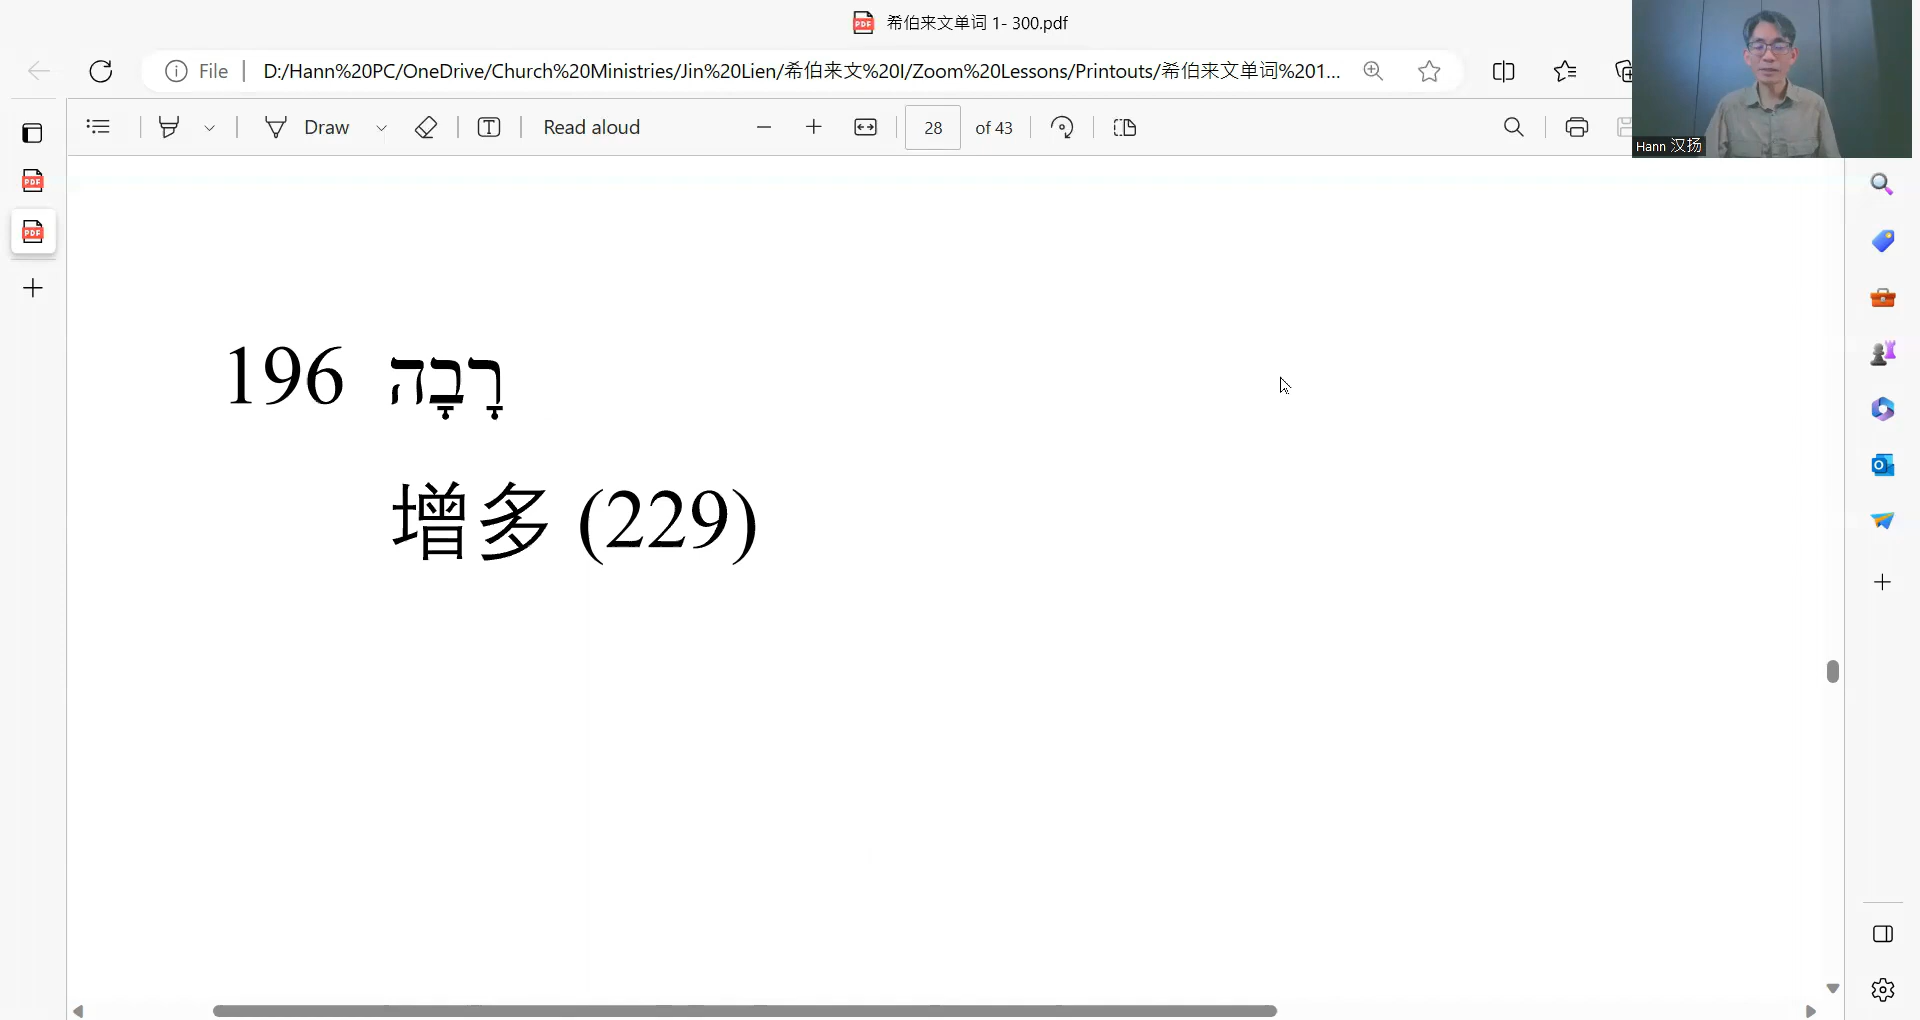 希伯来文单词 1- 300.pdf
File
D:/Hann%20PC/OneDrive/Church%20Ministries/Jin%20Lien/希伯来文%20I/Zoom%20Lessons/Printouts/希伯来文单词%201...
Draw
Read aloud
28 of 43
Hann 汉扬
196 רָבָה
增多 (229)